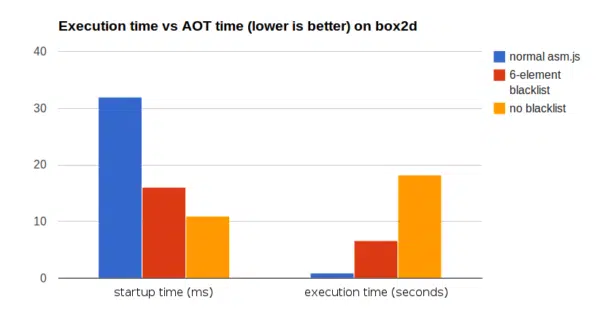 Execution time vs AOT time (lower is better) on box2d
40
30
20
10
0
startup time (ms)
execution time (seconds)
normal asm.js
6-element
blacklist
no blacklist